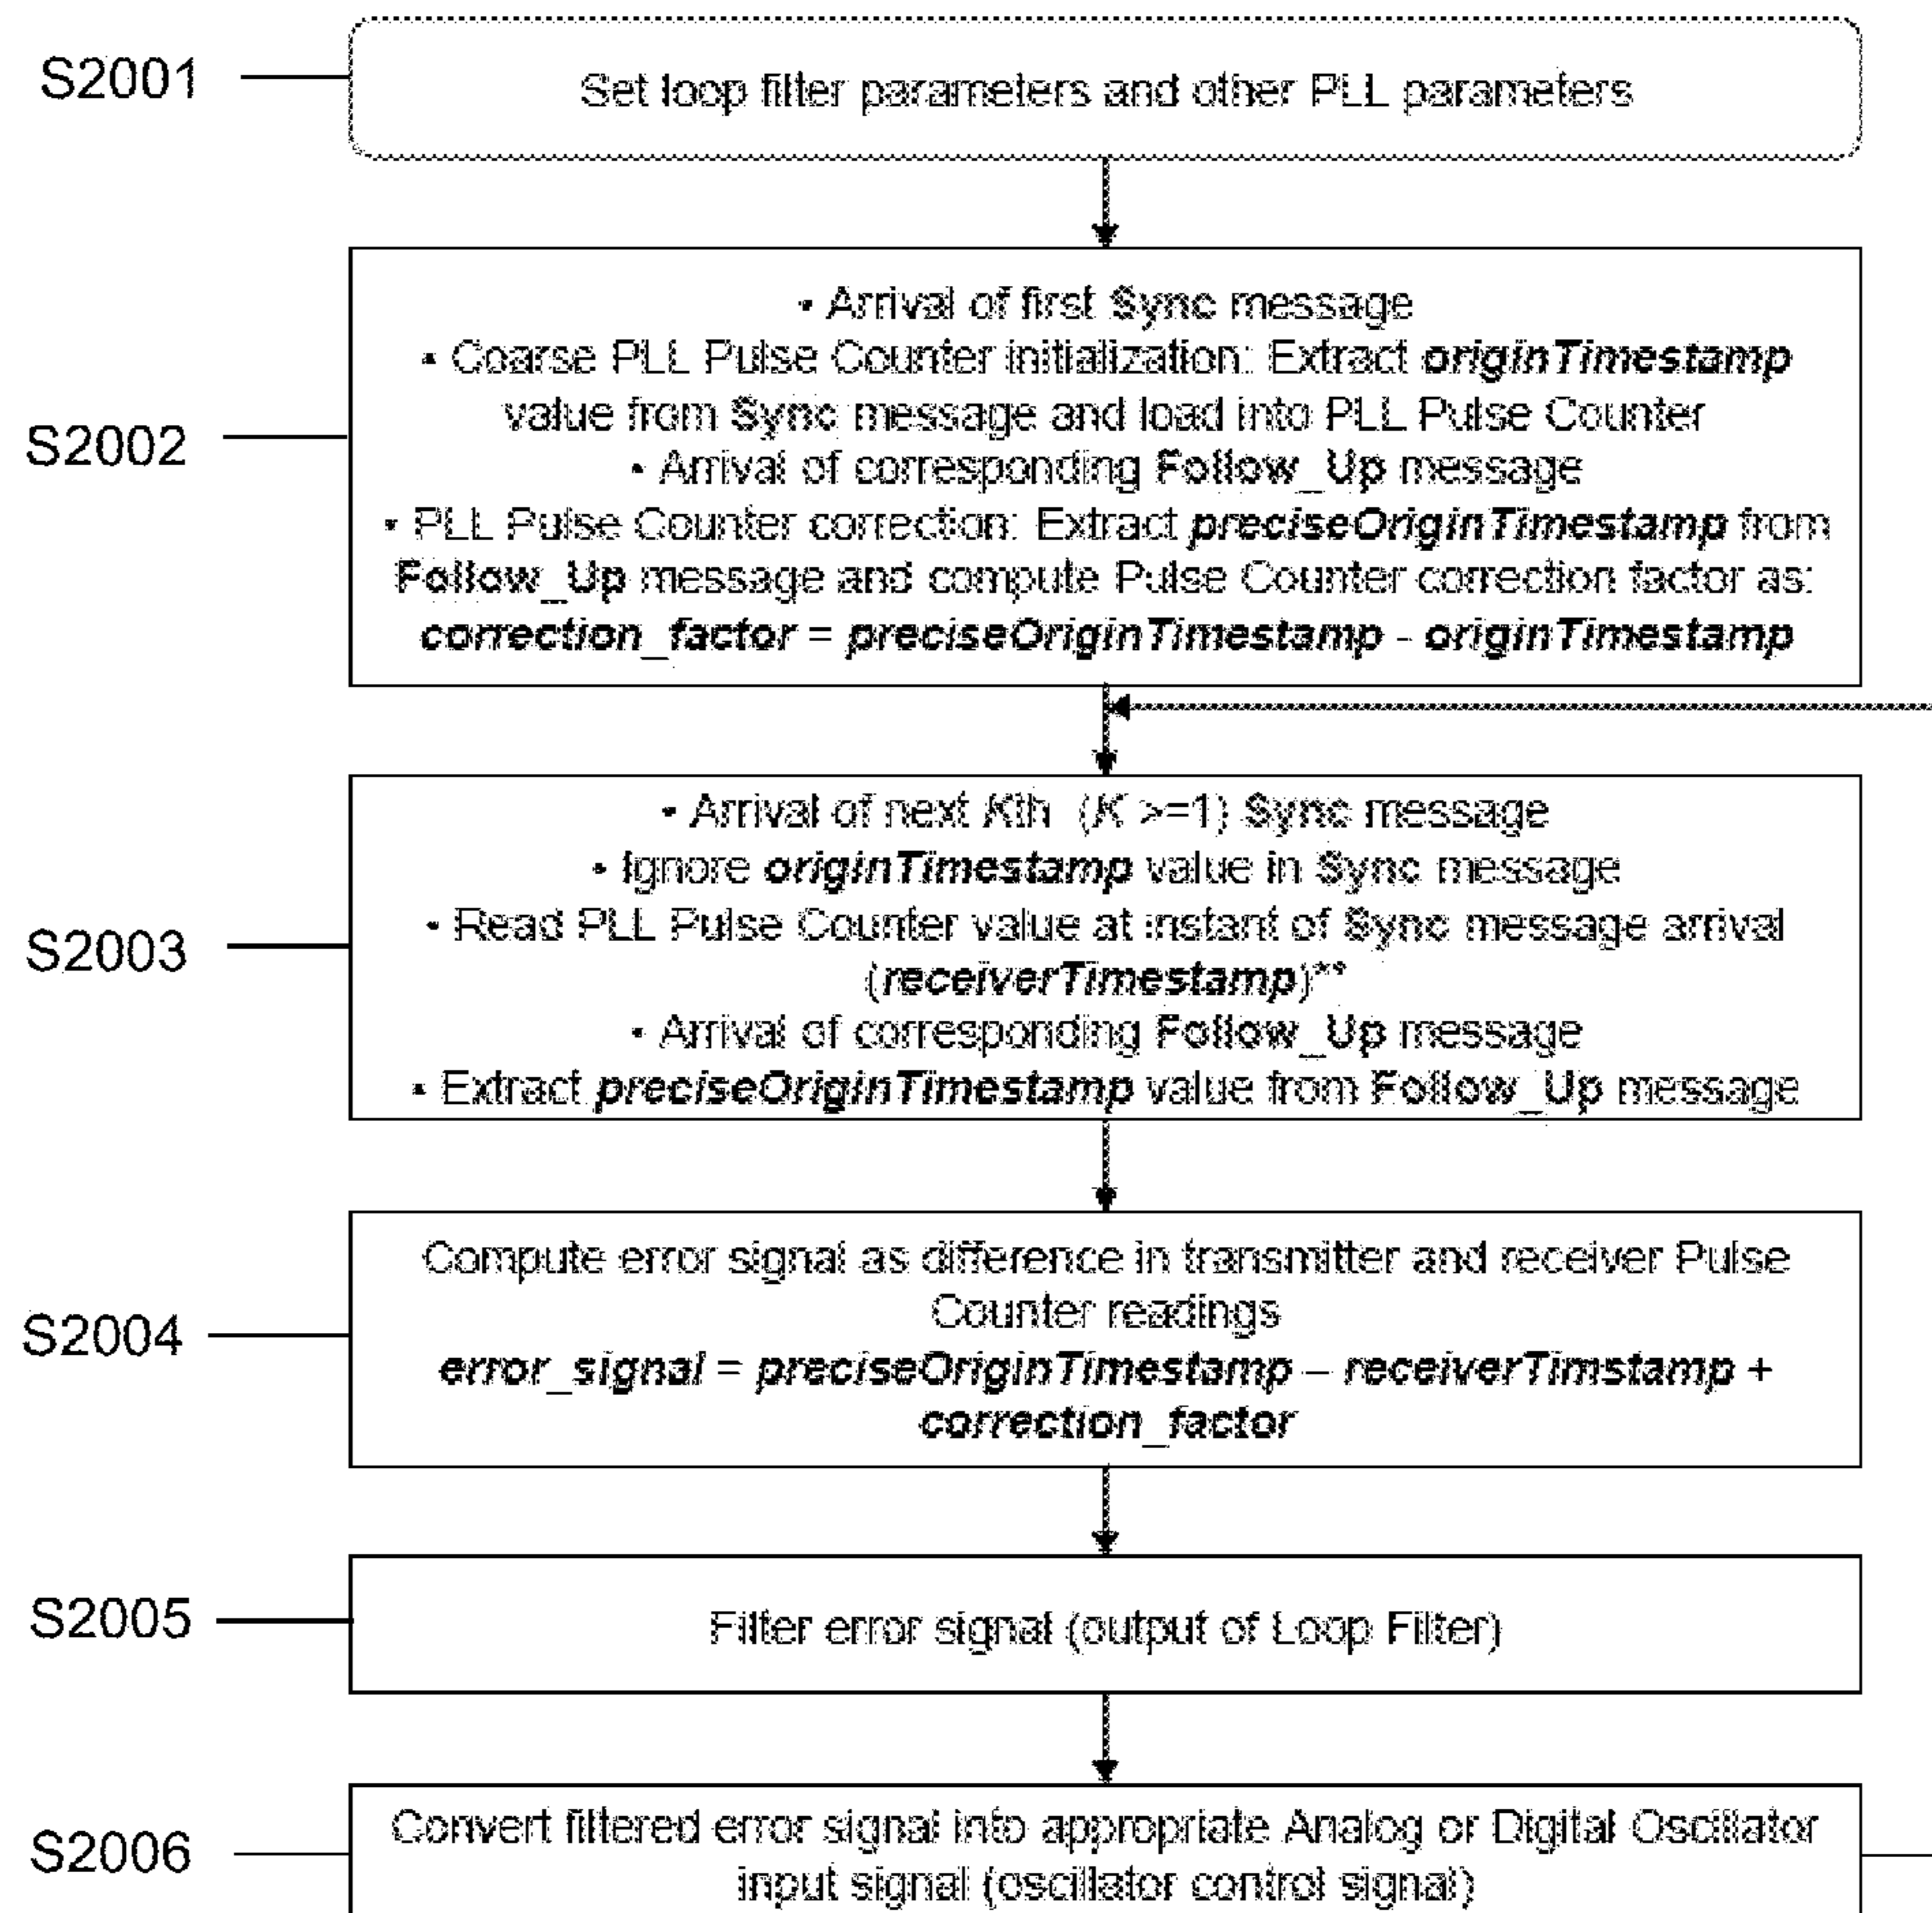 S2001
Set loop filter parameters and other PLL parameters
S2002
• Arrival of first Sync message
• Coarse PLL Pulse Counter initialization: Extract originTimestamp
value from Sync message and load into PLL Pulse Counter
• Arrival of corresponding Follow_Up message
• PLL Pulse Counter correction: Extract preciseOriginTimestamp from
Follow_Up message and compute Pulse Counter correction factor as:
correction_factor = preciseOriginTimestamp - originTimestamp
S2003
• Arrival of next Kth (K >=1) Sync message
• Ignore originTimestamp value in Sync message
• Read PLL Pulse Counter value at instant of Sync message arrival
(receiverTimestamp)**
• Arrival of corresponding Follow_Up message
• Extract preciseOriginTimestamp value from Follow_Up message
S2004
Compute error signal as difference in transmitter and receiver Pulse
Counter readings
error_signal = preciseOriginTimestamp – receiverTimstamp +
correction_factor
S2005
Filter error signal (output of Loop Filter)
S2006
Convert filtered error signal into appropriate Analog or Digital Oscillator
input signal (oscillator control signal)